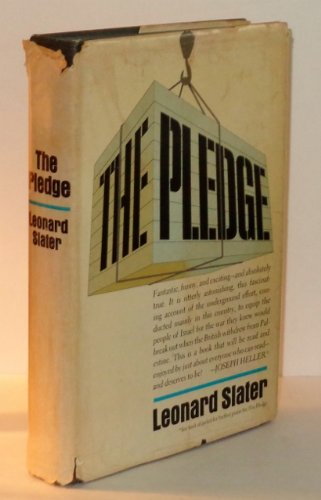 The
Pledge
Leonard
Slater
THE PLEDGE
Fantastic, funny, and exciting—and absolutely
true. It is utterly astonishing, this fascinat-
ing account of the underground effort, con-
ducted mainly in this country, to equip the
people of Israel for the war they knew would
break out when the British withdrew from Pal-
estine. This is a book that will be read and
enjoyed by just about everyone who can read—
and deserves to be!
—JOSEPH HELLER*
Leonard Slater